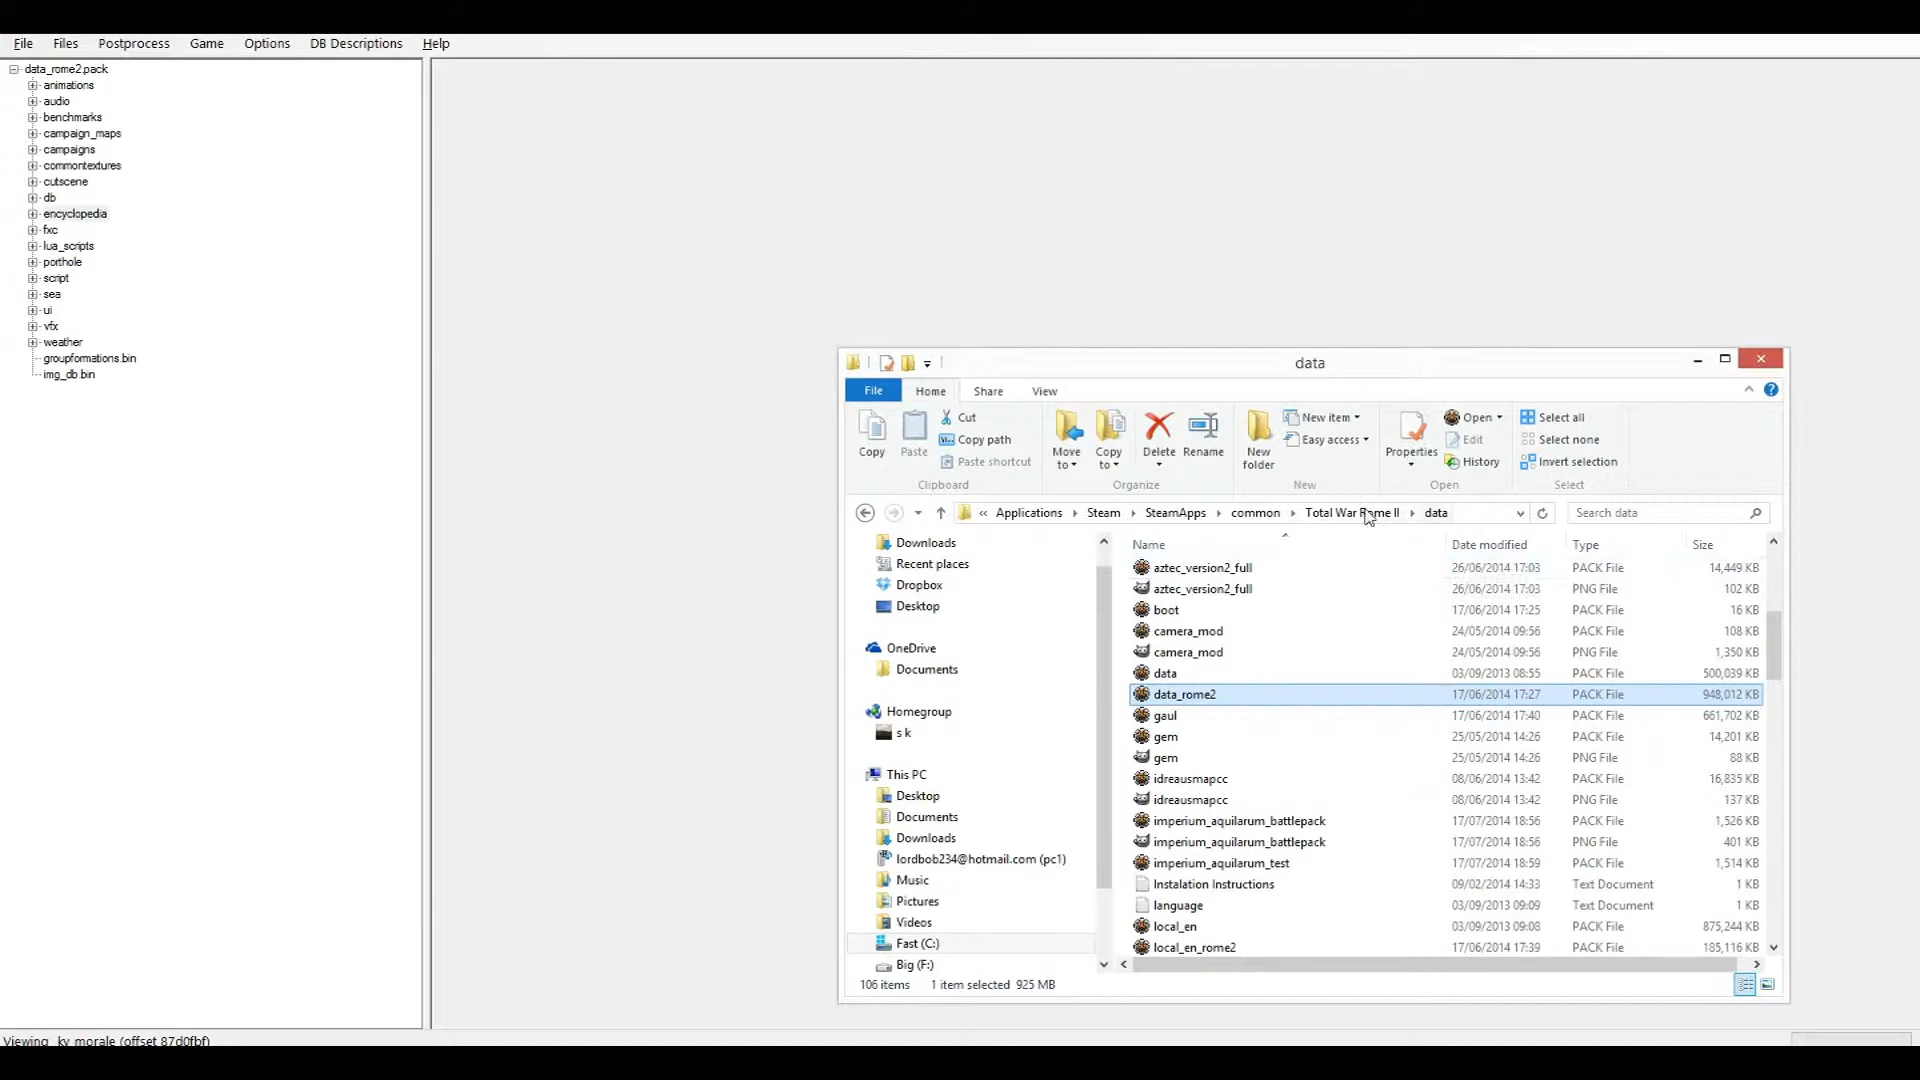 File Files Postprocess Game Options DB Descriptions Help
data_rome2.pack
animations
audio
benchmarks
campaign_maps
campaigns
commontextures
cutscene
db
encyclopedia
fxc
lua_scripts
porthole
script
sea
ui
vfx
weather
groupformations.bin
img_db.bin
data
File Home Share View
Copy
Paste
Cut
Copy path
Paste shortcut
Clipboard
Move to
Copy to
Delete
Rename
Organize
New folder
New item
Easy access
New
Properties
Open
Edit
History
Open
Select all
Select none
Invert selection
Select
« Applications Steam SteamApps common Total War Rome II data
Search data
Downloads
Recent places
Dropbox
Desktop
OneDrive
Documents
Homegroup
s k
This PC
Desktop
Documents
Downloads
lordbob234@hotmail.com (pc1)
Music
Pictures
Videos
Fast (C:)
Big (F:)
Name Date modified Type Size
aztec_version2_full 26/06/2014 17:03 PACK File 14,449 KB
aztec_version2_full 26/06/2014 17:03 PNG File 102 KB
boot 17/06/2014 17:25 PACK File 16 KB
camera_mod 24/05/2014 09:56 PACK File 108 KB
camera_mod 24/05/2014 09:56 PNG File 1,350 KB
data 03/09/2013 08:55 PACK File 500,039 KB
data_rome2 17/06/2014 17:27 PACK File 948,012 KB
gaul 17/06/2014 17:40 PACK File 661,702 KB
gem 25/05/2014 14:26 PACK File 14,201 KB
gem 25/05/2014 14:26 PNG File 88 KB
idreausmapcc 08/06/2014 13:42 PACK File 16,835 KB
idreausmapcc 08/06/2014 13:42 PNG File 137 KB
imperium_aquilarum_battlepack 17/07/2014 18:56 PACK File 1,526 KB
imperium_aquilarum_battlepack 17/07/2014 18:56 PNG File 401 KB
imperium_aquilarum_test 17/07/2014 18:59 PACK File 1,514 KB
Instalation Instructions 09/02/2014 14:33 Text Document 1 KB
language 03/09/2013 09:09 Text Document 1 KB
local_en 03/09/2013 09:08 PACK File 875,244 KB
local_en_rome2 17/06/2014 17:39 PACK File 185,116 KB
106 items 1 item selected 925 MB
Viewing _kv_morale (offset 87d0fbf)